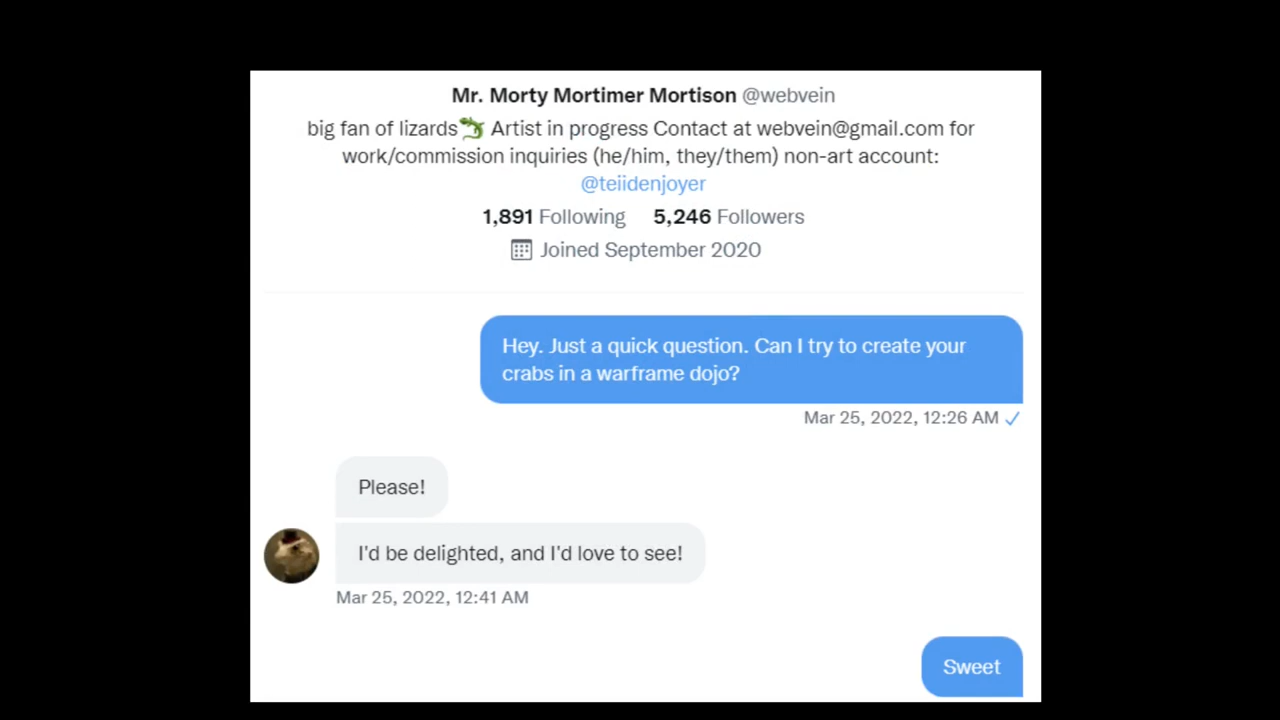 Mr. Morty Mortimer Mortison @webvein
big fan of lizards🦎 Artist in progress Contact at webvein@gmail.com for
work/commission inquiries (he/him, they/them) non-art account:
@teiidenjoyer
1,891 Following 5,246 Followers
Joined September 2020
Hey. Just a quick question. Can I try to create your
crabs in a warframe dojo?
Mar 25, 2022, 12:26 AM ✓
Please!
I'd be delighted, and I'd love to see!
Mar 25, 2022, 12:41 AM
Sweet